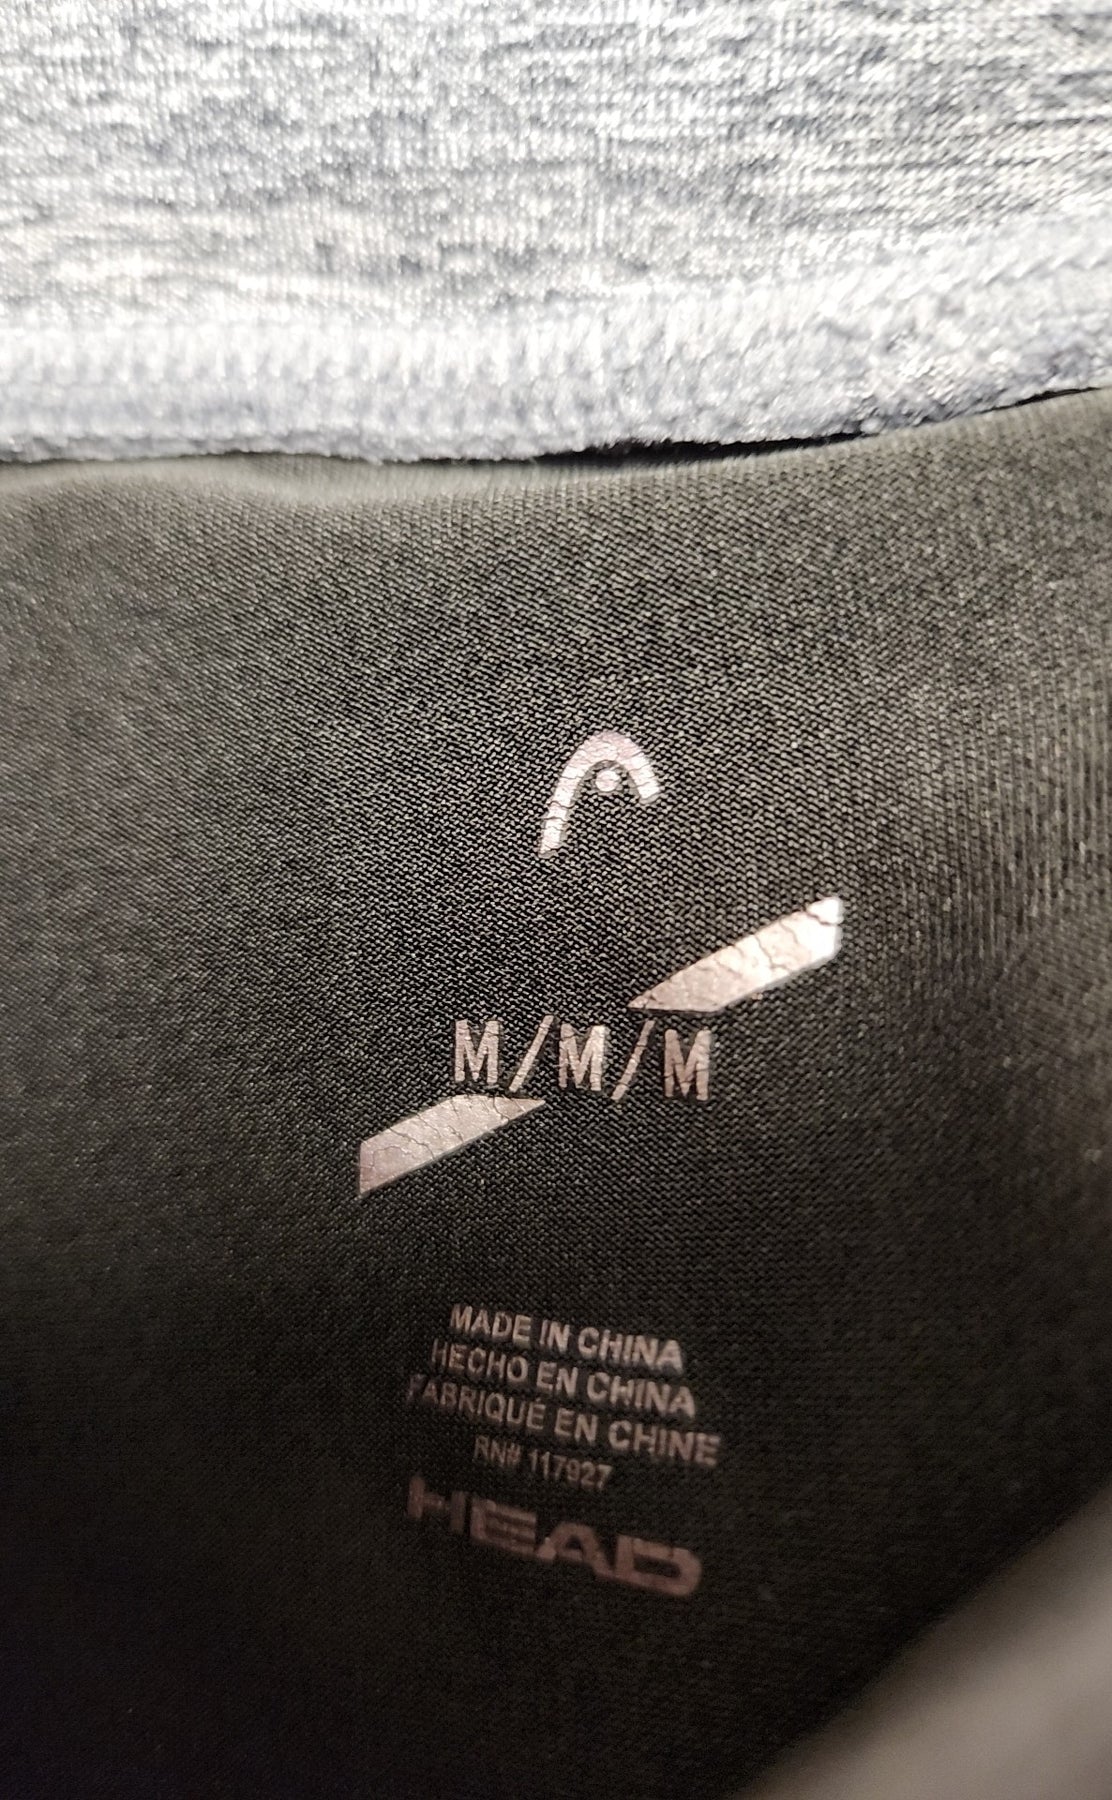 M/M/M
MADE IN CHINA
HECHO EN CHINA
FABRIQUÉ EN CHINE
RN# 117927
HEAD